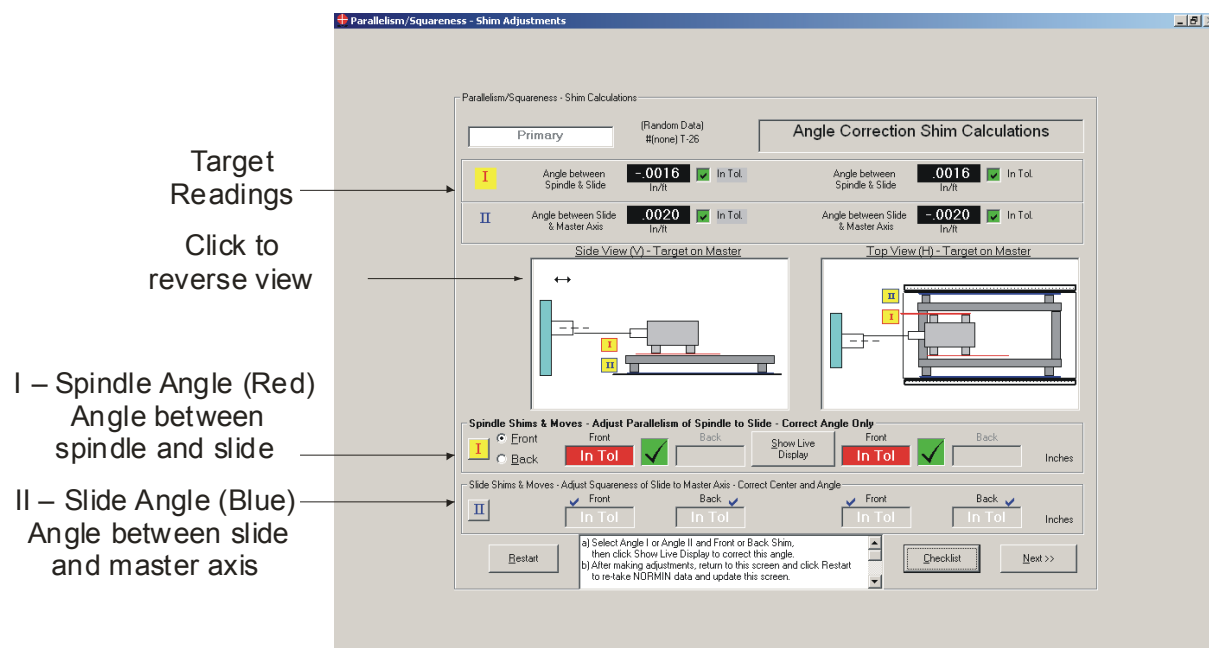 Parallelism/Squareness - Shim Adjustments
Parallelism/Squareness - Shim Calculations
Primary
(Random Data)
#(none) T-26
Angle Correction Shim Calculations
Target
Readings
I
Angle between
Spindle & Slide
-.0016
In/ft
In Tol.
Angle between
Spindle & Slide
.0016
In/ft
In Tol.
II
Angle between Slide
& Master Axis
.0020
In/ft
In Tol.
Angle between Slide
& Master Axis
-.0020
In/ft
In Tol.
Click to
reverse view
Side View (V) - Target on Master
Top View (H) - Target on Master
I
II
II
I
I – Spindle Angle (Red)
Angle between
spindle and slide
Spindle Shims & Moves - Adjust Parallelism of Spindle to Slide - Correct Angle Only
I
Front
Back
Front
In Tol
Back
Show Live
Display
Front
In Tol
Back
Inches
II – Slide Angle (Blue)
Angle between slide
and master axis
Slide Shims & Moves - Adjust Squareness of Slide to Master Axis - Correct Center and Angle
II
Front
In Tol
Back
In Tol
Front
In Tol
Back
In Tol
Inches
Restart
a) Select Angle I or Angle II and Front or Back Shim,
then click Show Live Display to correct this angle.
b) After making adjustments, return to this screen and click Restart
to re-take NORMIN data and update this screen.
Checklist
Next >>